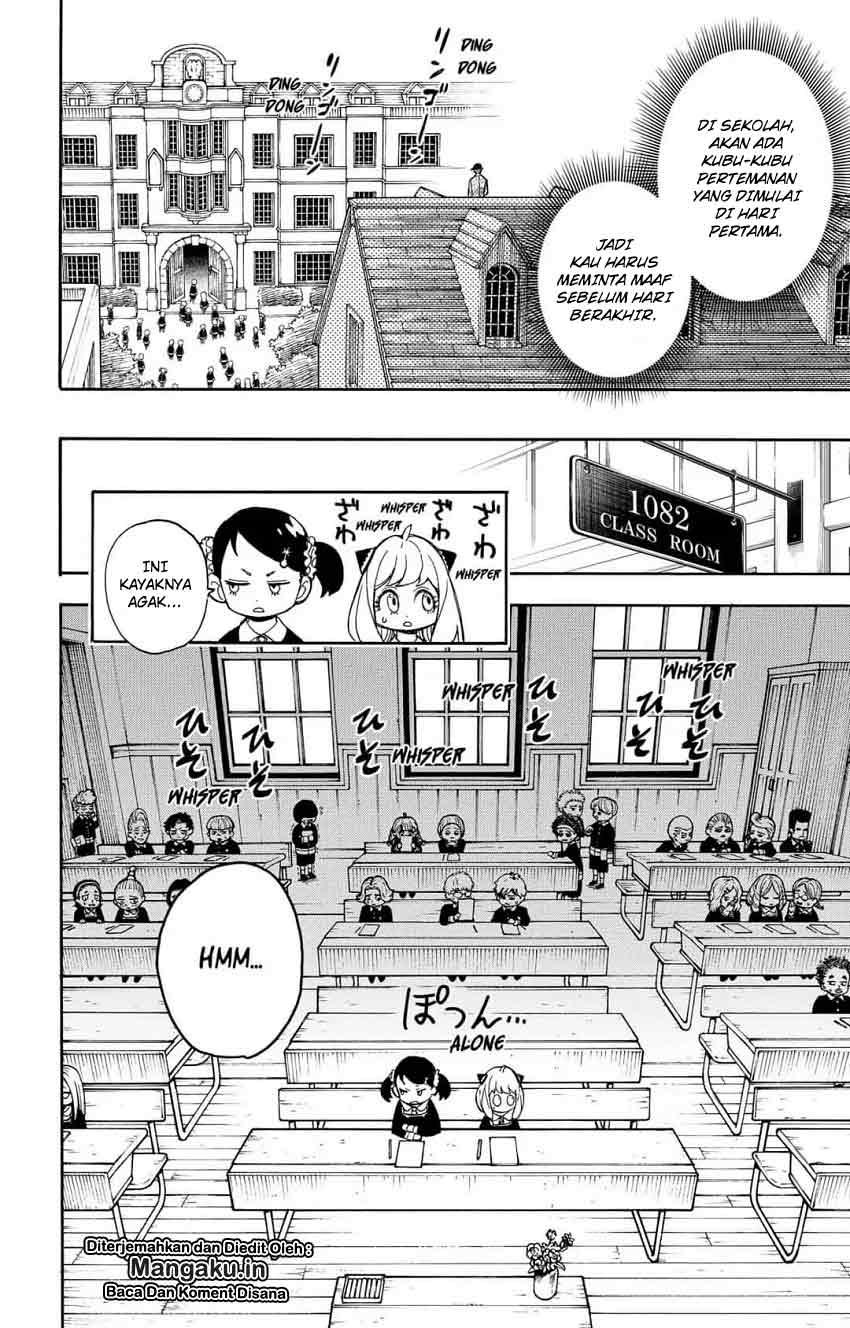 DING
DONG
リンゴーン
DING
DONG
リンゴーン
DI SEKOLAH,
AKAN ADA
KUBU-KUBU
PERTEMANAN
YANG DIMULAI
DI HARI
PERTAMA.
JADI
KAU HARUS
MEMINTA MAAF
SEBELUM HARI
BERAKHIR.
1082
CLASS ROOM
INI
KAYAKNYA
AGAK...
ざわ
WHISPER
WHISPER
ざわ
WHISPER
ざわ
WHISPER
ひそ
ひそ
WHISPER
ひそ
WHISPER
ひそ
WHISPER
ひそ
ひそ
WHISPER
HMM...
ぽつん...
ALONE
Diterjemahkan dan Diedit Oleh :
Mangaku.in
Baca Dan Koment Disana